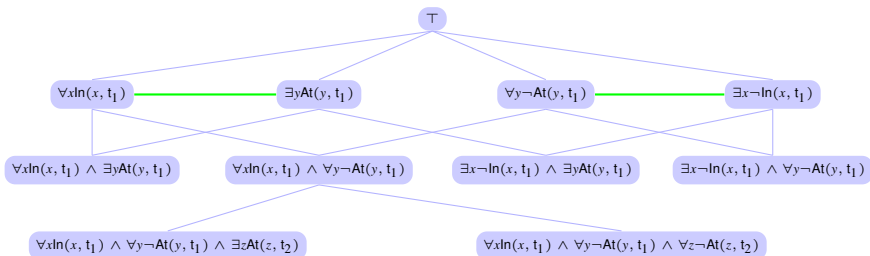 ⊤
∀xIn(x, t₁) ∃yAt(y, t₁) ∀y¬At(y, t₁) ∃x¬In(x, t₁)
∀xIn(x, t₁) ∧ ∃yAt(y, t₁) ∀xIn(x, t₁) ∧ ∀y¬At(y, t₁) ∃x¬In(x, t₁) ∧ ∃yAt(y, t₁) ∃x¬In(x, t₁) ∧ ∀y¬At(y, t₁)
∀xIn(x, t₁) ∧ ∀y¬At(y, t₁) ∧ ∃zAt(z, t₂) ∀xIn(x, t₁) ∧ ∀y¬At(y, t₁) ∧ ∀z¬At(z, t₂)